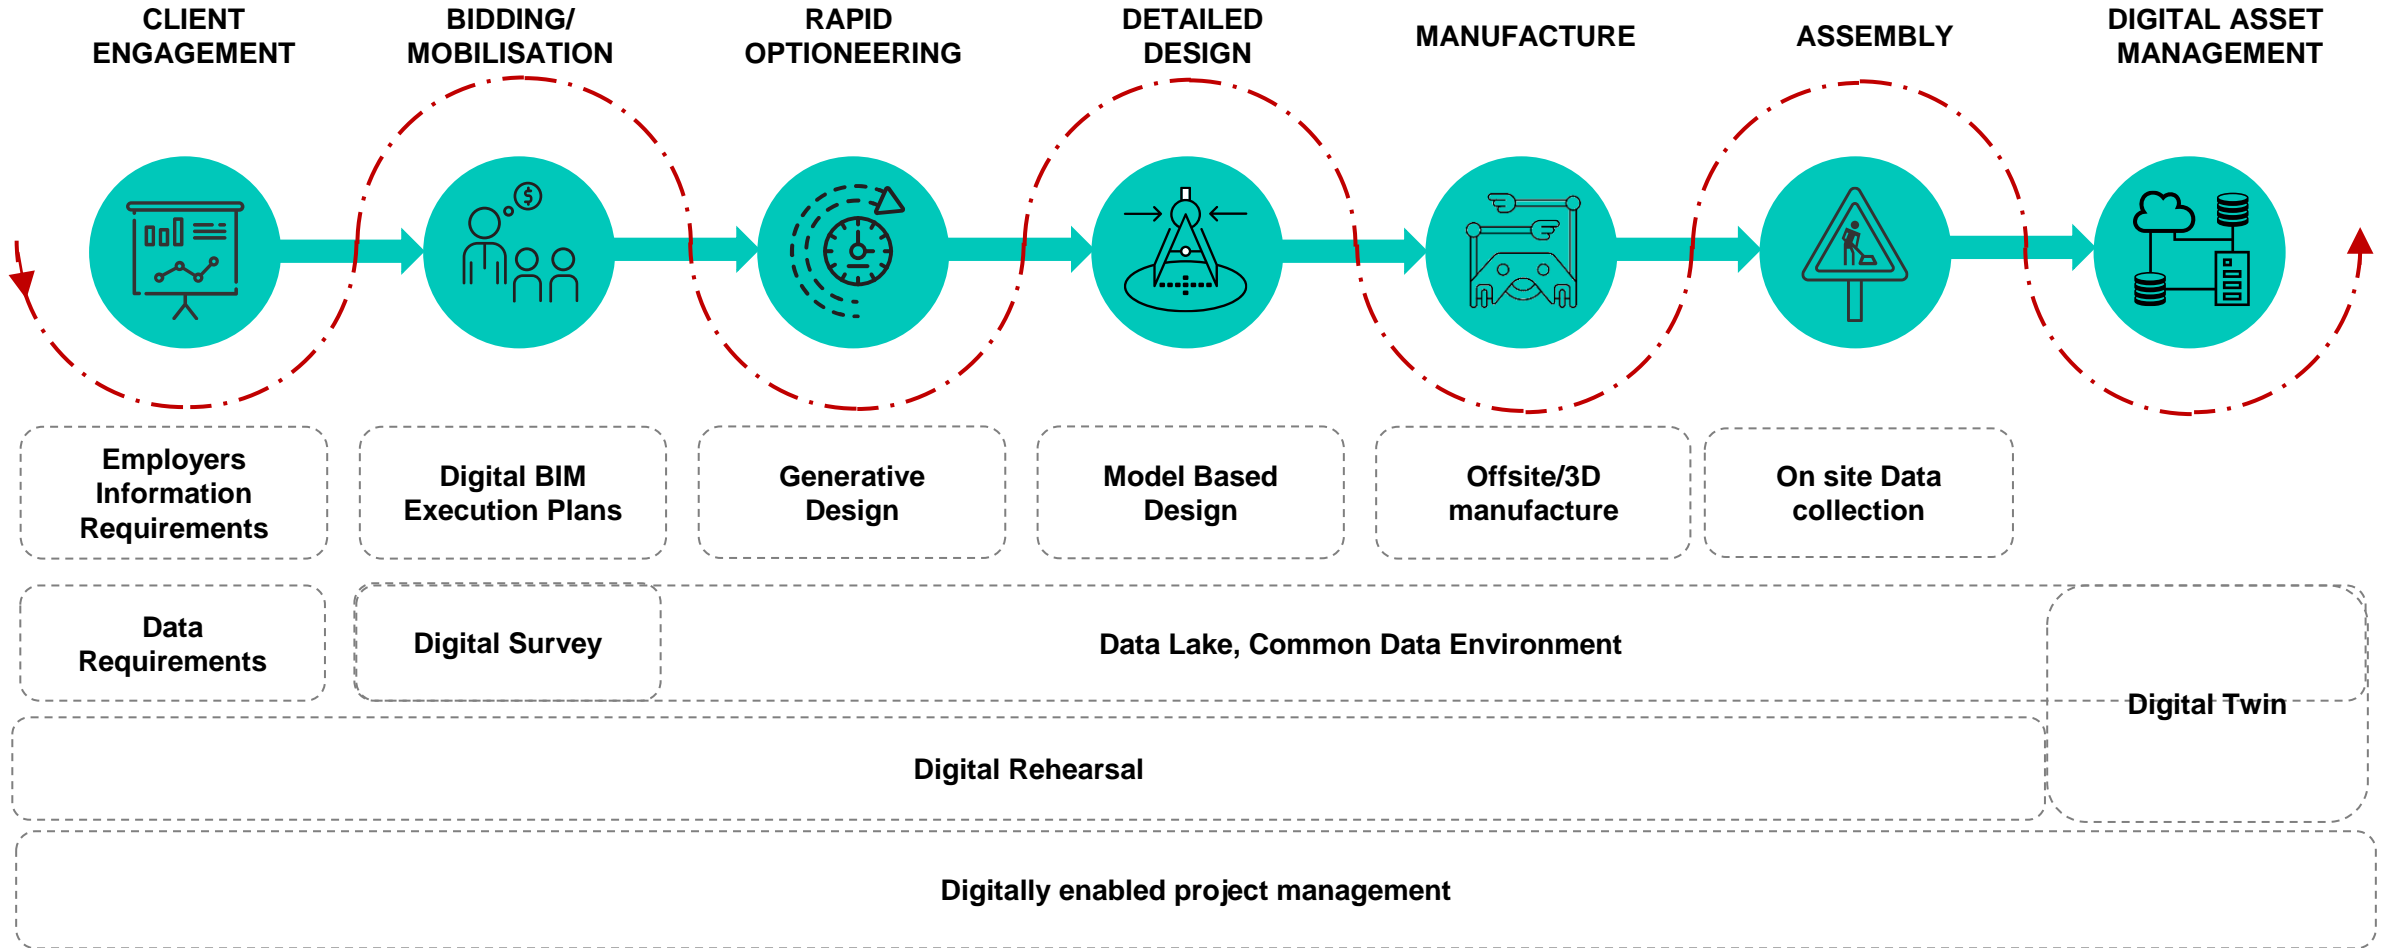 CLIENT
ENGAGEMENT
BIDDING/
MOBILISATION
RAPID
OPTIONEERING
DETAILED
DESIGN
MANUFACTURE
ASSEMBLY
DIGITAL ASSET
MANAGEMENT
$
Employers
Information
Requirements
Digital BIM
Execution Plans
Generative
Design
Model Based
Design
Offsite/3D
manufacture
On site Data
collection
Data
Requirements
Digital Survey
Data Lake, Common Data Environment
Digital Twin
Digital Rehearsal
Digitally enabled project management